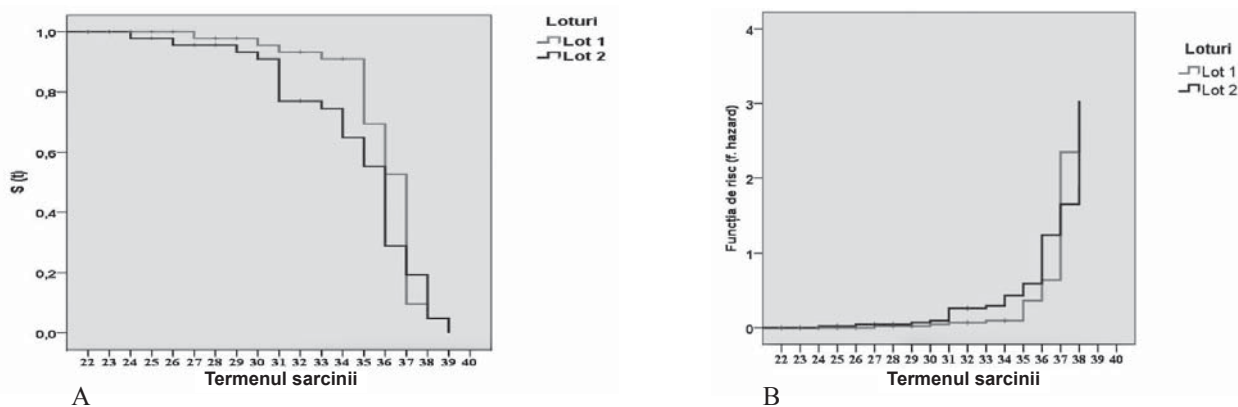 Loturi
Lot 1
Lot 2
1,0
0,8
0,6
0,4
0,2
0,0
S (t)
22 23 24 25 26 27 28 29 30 31 32 33 34 35 36 37 38 39 40
Termenul sarcinii
A
Loturi
Lot 1
Lot 2
4
3
2
1
0
Funcția de risc (f. hazard)
22 23 24 25 26 27 28 29 30 31 32 33 34 35 36 37 38 39 40
Termenul sarcinii
B